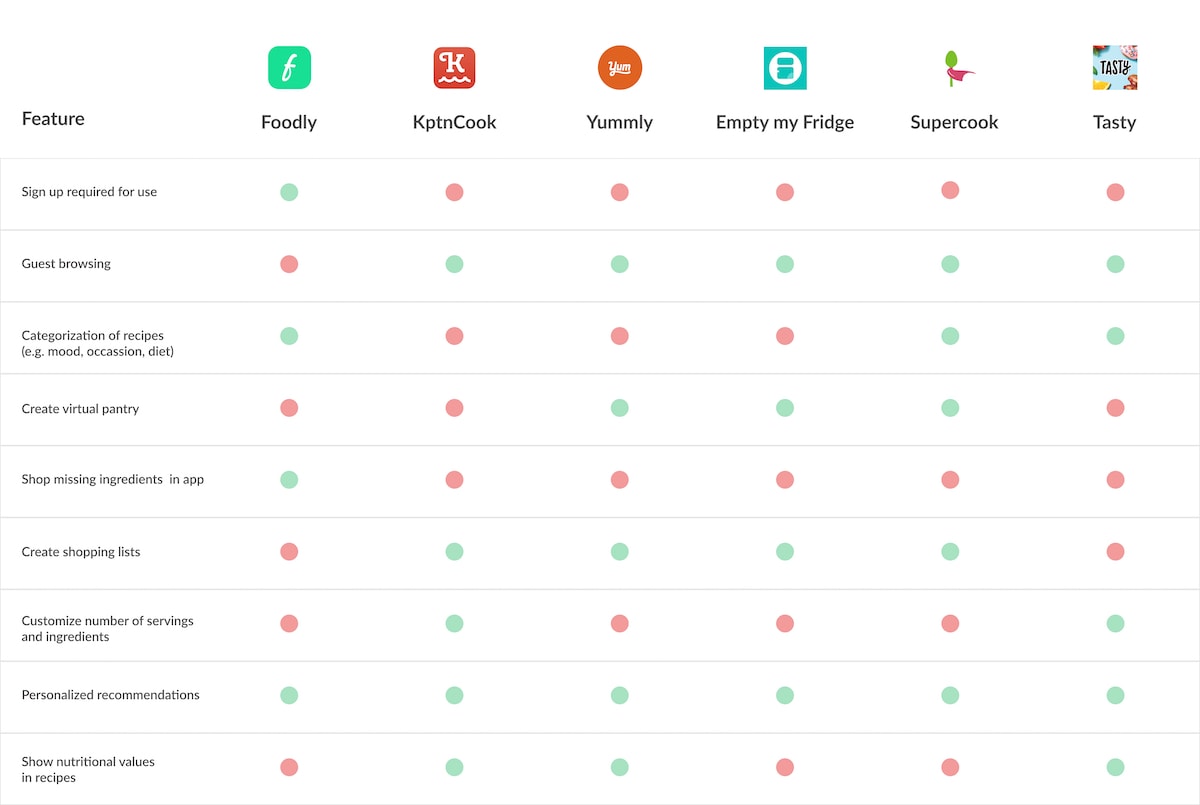 f
K
Yum
TASTY
Feature
Foodly
KptnCook
Yummly
Empty my Fridge
Supercook
Tasty
Sign up required for use
Guest browsing
Categorization of recipes
(e.g. mood, occassion, diet)
Create virtual pantry
Shop missing ingredients in app
Create shopping lists
Customize number of servings
and ingredients
Personalized recommendations
Show nutritional values
in recipes